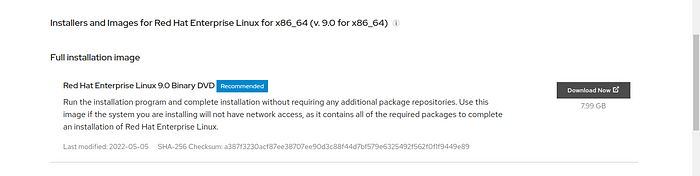 Installers and Images for Red Hat Enterprise Linux for x86_64 (v. 9.0 for x86_64)
Full installation image
Red Hat Enterprise Linux 9.0 Binary DVD Recommended
Download Now
Run the installation program and complete installation without requiring any additional package repositories. Use this
7.99 GB
image if the system you are installing will not have network access, as it contains all of the required packages to complete
an installation of Red Hat Enterprise Linux.
Last modified: 2022-05-05 SHA-256 Checksum: a387f3230acf87ee38707ee90d3c88f44d7bf579e6325492f562f0f1f9449e89